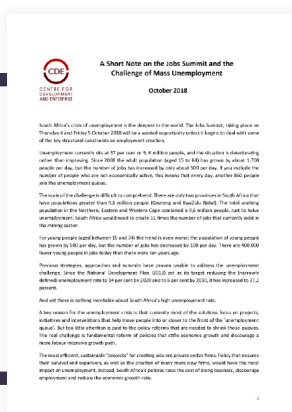 CDE
CENTRE FOR
DEVELOPMENT
AND ENTERPRISE
A Short Note on the Jobs Summit and the
Challenge of Mass Unemployment
October 2018
South Africa's crisis of unemployment is the deepest in the world. The Jobs Summit, taking place on
Thursday 4 and Friday 5 October 2018 will be a wasted opportunity unless it begins to deal with some
of the key structural constraints on employment creation.
Unemployment currently sits at 37 per cent or 9,6 million people, and the situation is deteriorating
rather than improving. Since 2008 the adult population (aged 15 to 64) has grown by about 1,700
people per day, but the number of jobs has increased by only about 500 per day. If you exclude the
number of people who are not economically active, this means that every day, another 862 people
join the unemployment queue.
The scale of the challenge is difficult to comprehend. There are only two provinces in South Africa that
have populations greater than 9,6 million people (Gauteng and KwaZulu Natal). The total working
population in the Northern, Eastern and Western Cape combined is 9,6 million people. Just to halve
unemployment, South Africa would need to create 11 times the number of jobs that currently exist in
the mining sector.
For young people (aged between 15 and 24) the trend is even worse: the population of young people
has grown by 500 per day, but the number of jobs has decreased by 100 per day. There are 400,000
fewer young people in jobs today than there were ten years ago.
Previous strategies, approaches and summits have proven unable to address the unemployment
challenge. Since the National Development Plan (2012) set as its target reducing the (narrowly
defined) unemployment rate to 14 per cent in 2020 and to 6 per cent by 2030, it has increased to 27,2
percent.
And yet there is nothing inevitable about South Africa's high unemployment rate.
A key reason for the unemployment crisis is that currently most of the solutions focus on projects,
initiatives and interventions that help move people into or closer to the front of the 'unemployment
queue'. But too little attention is paid to the policy reforms that are needed to shrink those queues.
The real challenge is fundamental reform of policies that stifle economic growth and discourage a
more labour intensive growth path.
The most efficient, sustainable "projects" for creating jobs are private sector firms. Policy that ensures
their survival and expansion, as well as the creation of many more new firms, would have the most
impact on unemployment. Instead, South Africa's policies raise the cost of doing business, discourage
employment and reduce the economic growth rate.
1